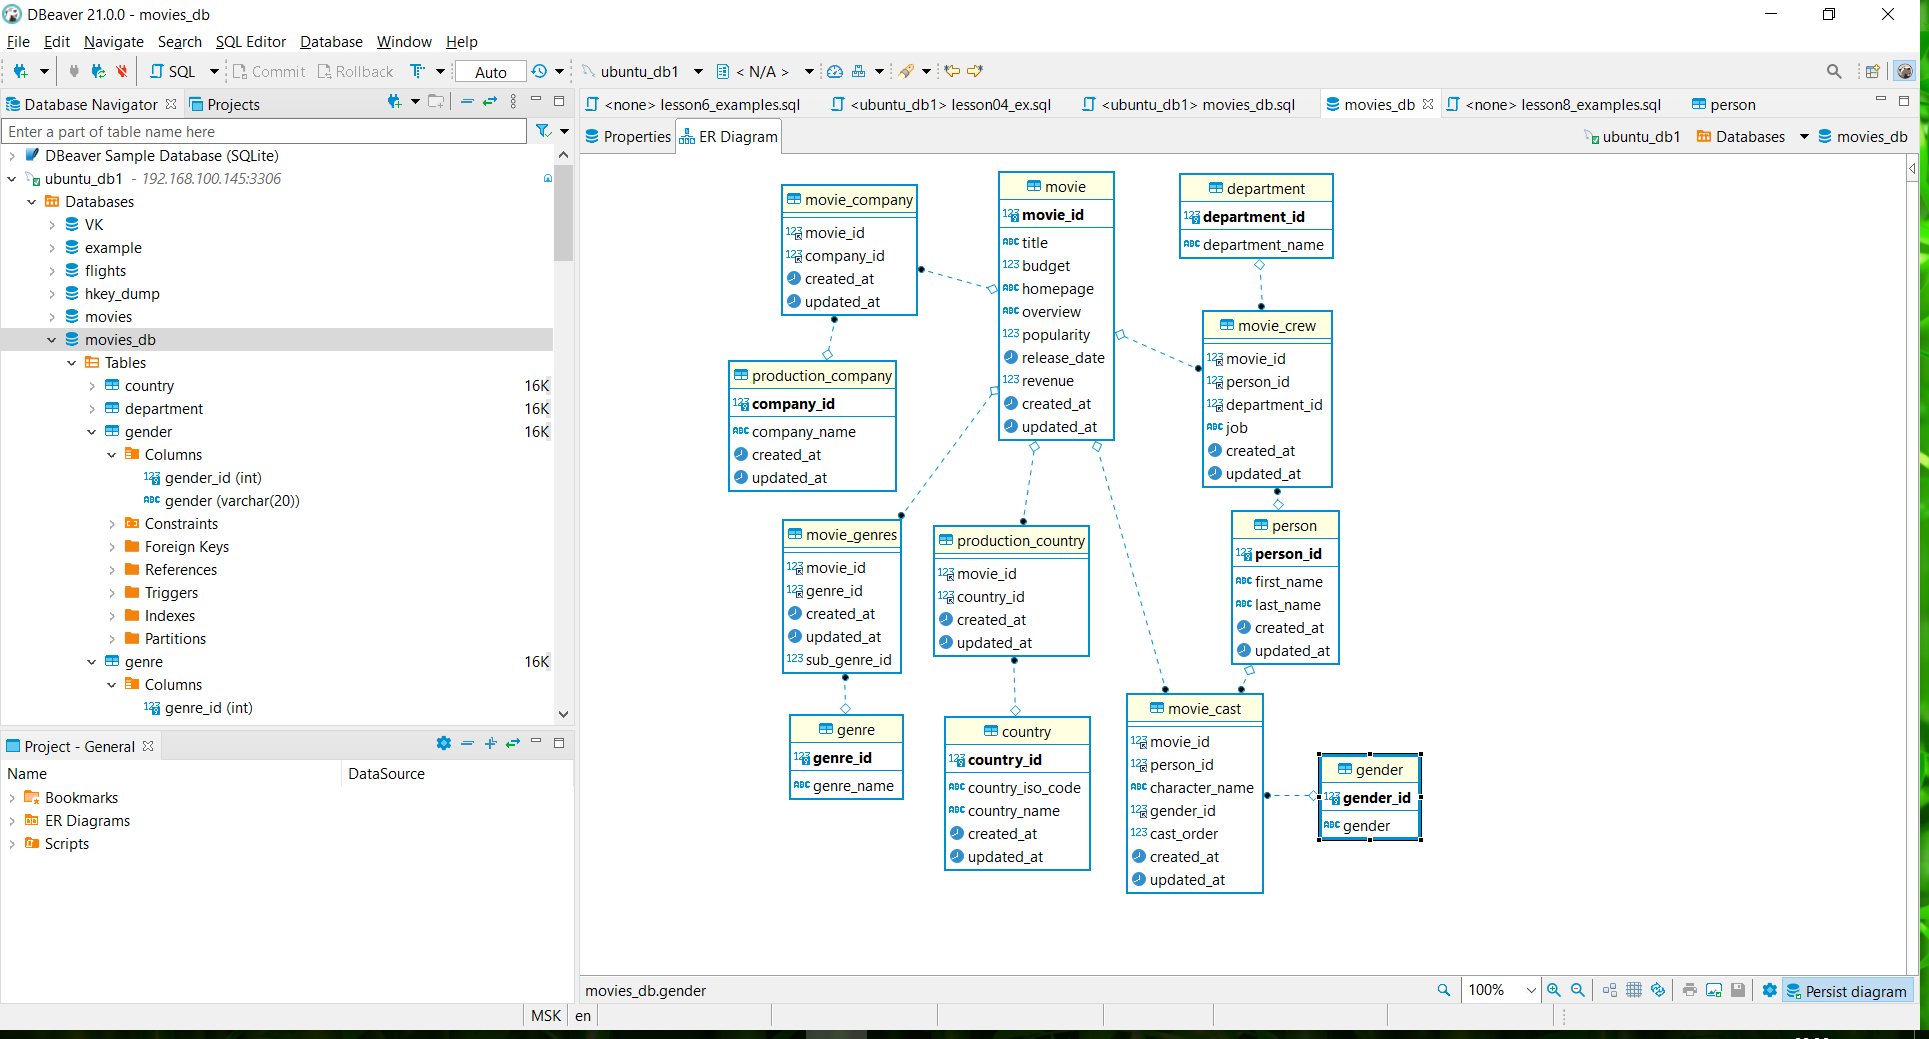 DBeaver 21.0.0 - movies_db
File Edit Navigate Search SQL Editor Database Window Help
SQL Commit Rollback Auto ubuntu_db1 < N/A >
Database Navigator Projects
Enter a part of table name here
DBeaver Sample Database (SQLite)
ubuntu_db1 - 192.168.100.145:3306
Databases
VK
example
flights
hkey_dump
movies
movies_db
Tables
country 16K
department 16K
gender 16K
Columns
gender_id (int)
gender (varchar(20))
Constraints
Foreign Keys
References
Triggers
Indexes
Partitions
genre 16K
Columns
genre_id (int)
Project - General
Name DataSource
Bookmarks
ER Diagrams
Scripts
<none> lesson6_examples.sql <ubuntu_db1> lesson04_ex.sql <ubuntu_db1> movies_db.sql movies_db <none> lesson8_examples.sql person
Properties ER Diagram ubuntu_db1 Databases movies_db
movie_company
movie_id
company_id
created_at
updated_at
movie
movie_id
title
budget
homepage
overview
popularity
release_date
revenue
created_at
updated_at
department
department_id
department_name
movie_crew
movie_id
person_id
department_id
job
created_at
updated_at
production_company
company_id
company_name
created_at
updated_at
movie_genres
movie_id
genre_id
created_at
updated_at
sub_genre_id
production_country
movie_id
country_id
created_at
updated_at
person
person_id
first_name
last_name
created_at
updated_at
genre
genre_id
genre_name
country
country_id
country_iso_code
country_name
created_at
updated_at
movie_cast
movie_id
person_id
character_name
gender_id
cast_order
created_at
updated_at
gender
gender_id
gender
movies_db.gender 100% Persist diagram
MSK en